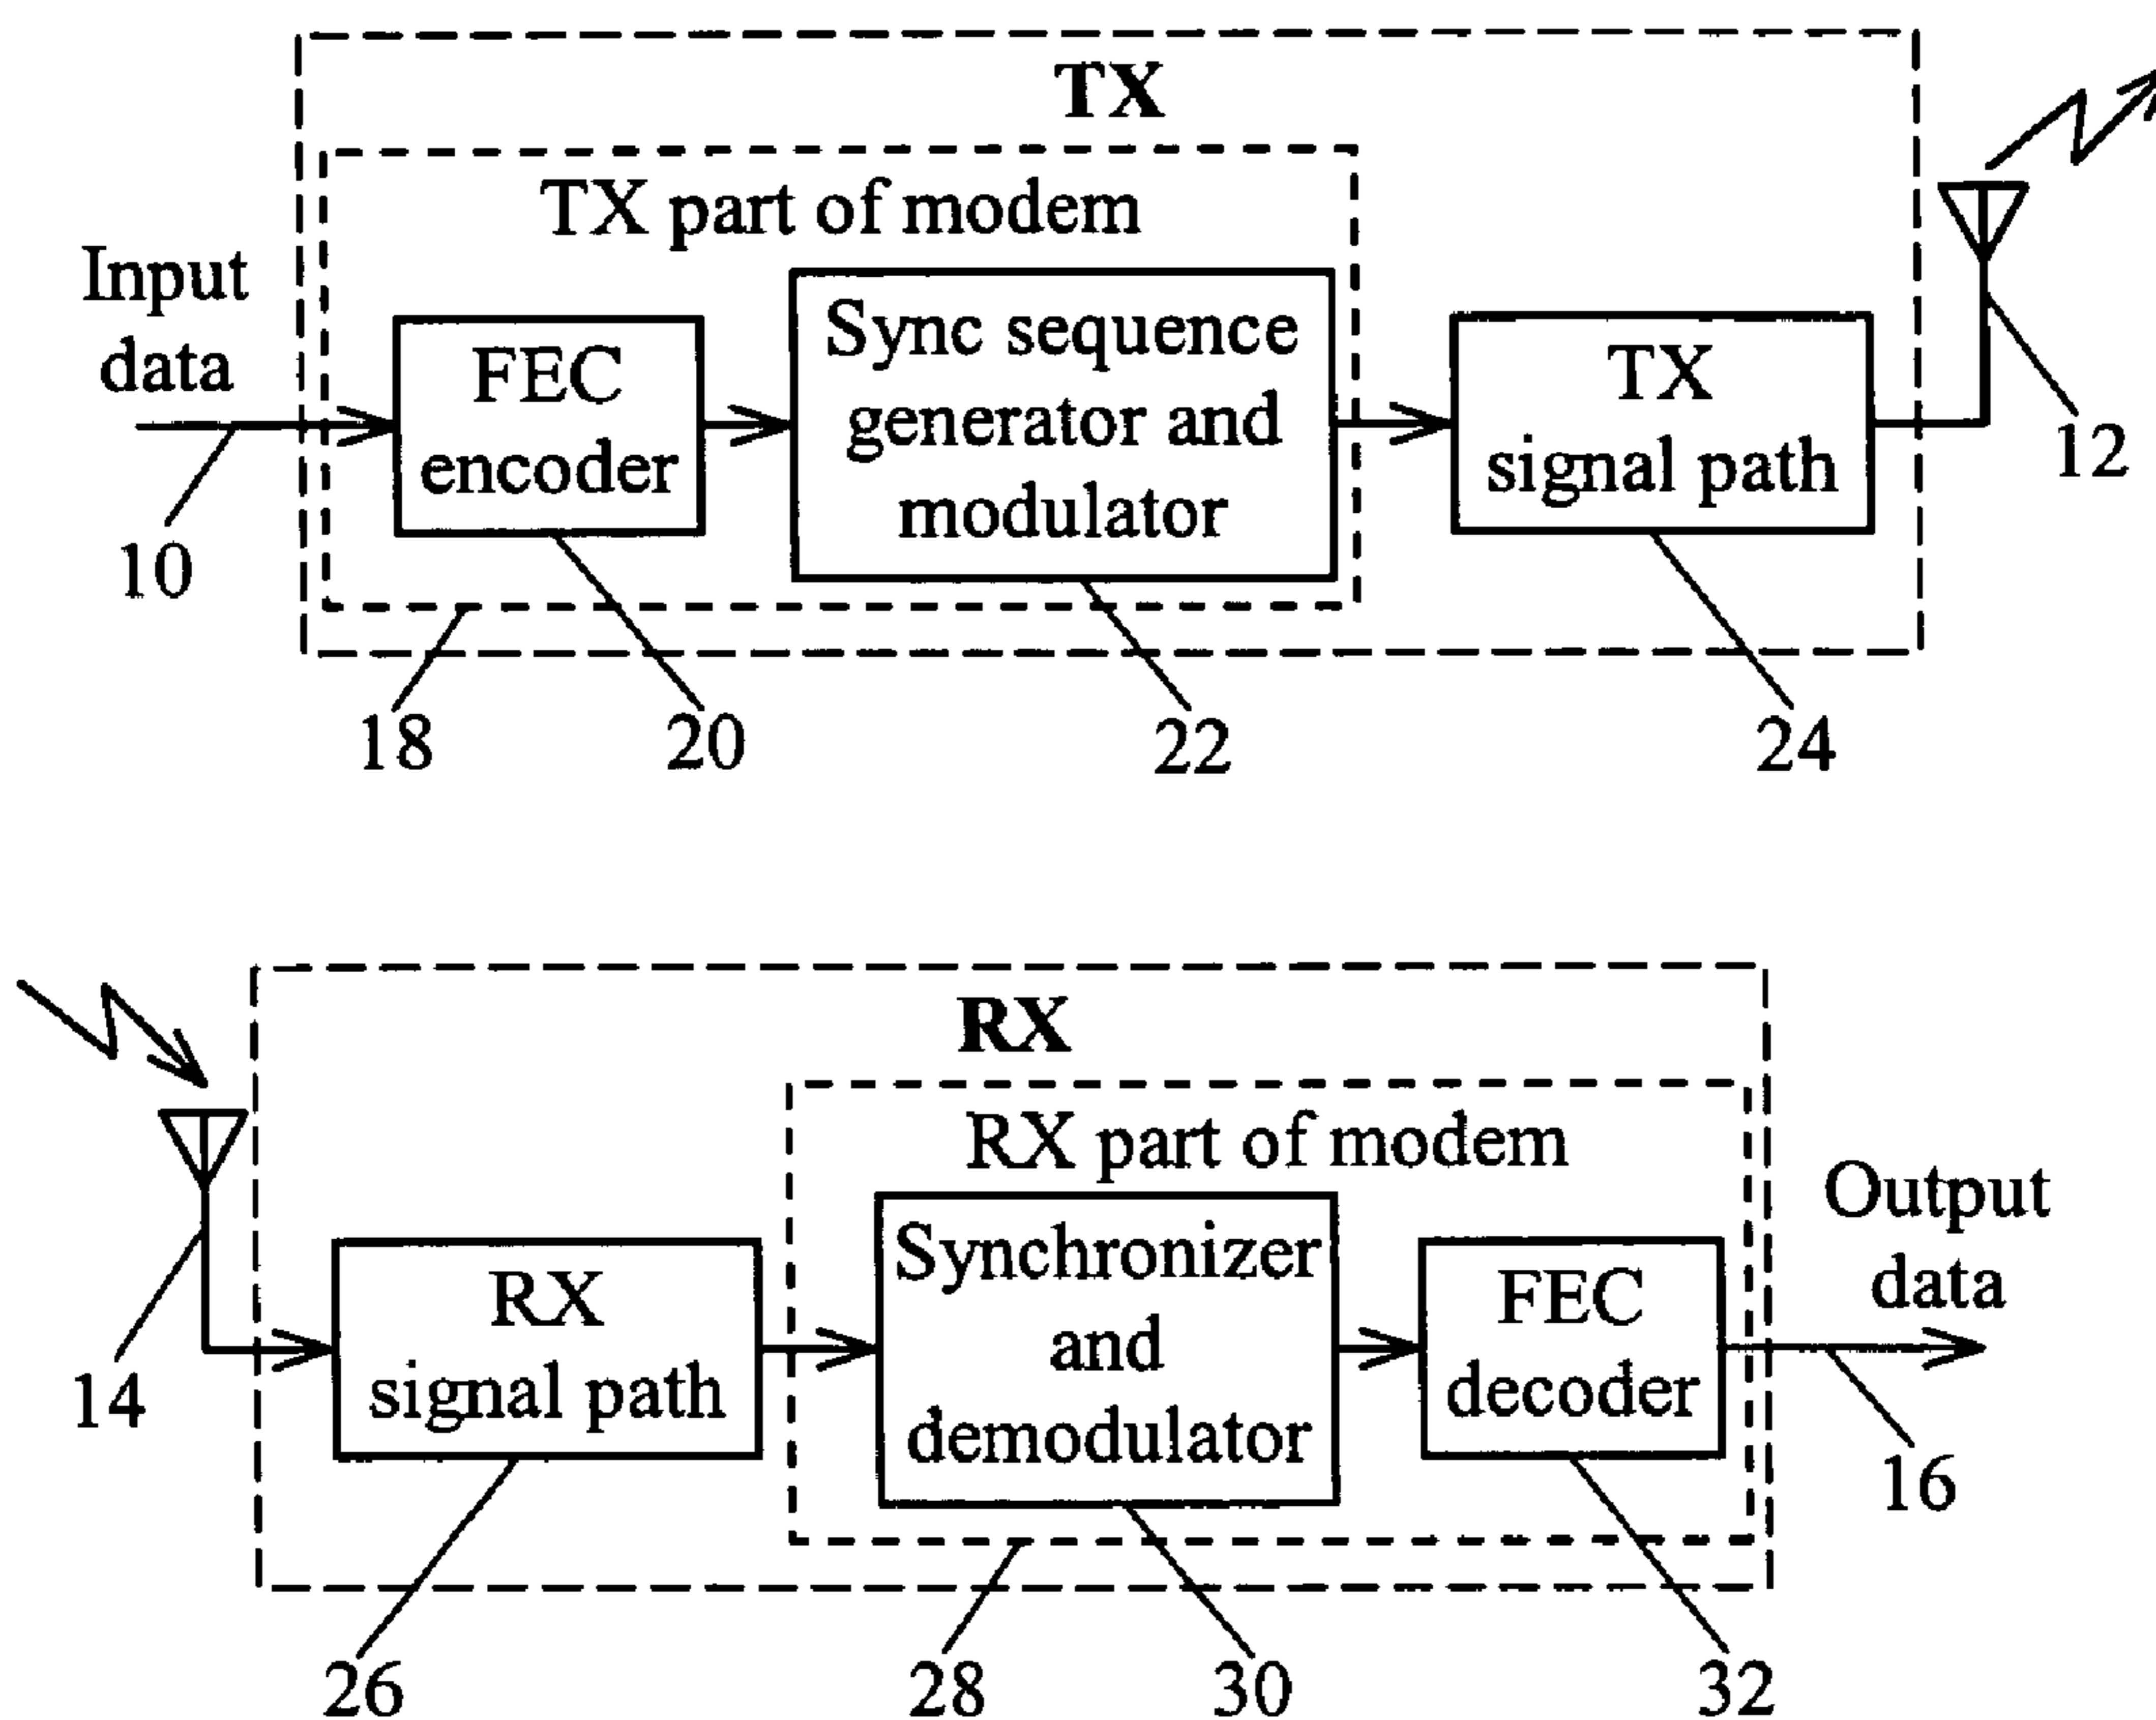 TX
TX part of modem
Input
data
FEC
encoder
Sync sequence
generator and
modulator
TX
signal path
10
12
18
20
22
24
RX
RX part of modem
RX
signal path
Synchronizer
and
demodulator
FEC
decoder
Output
data
14
16
26
28
30
32